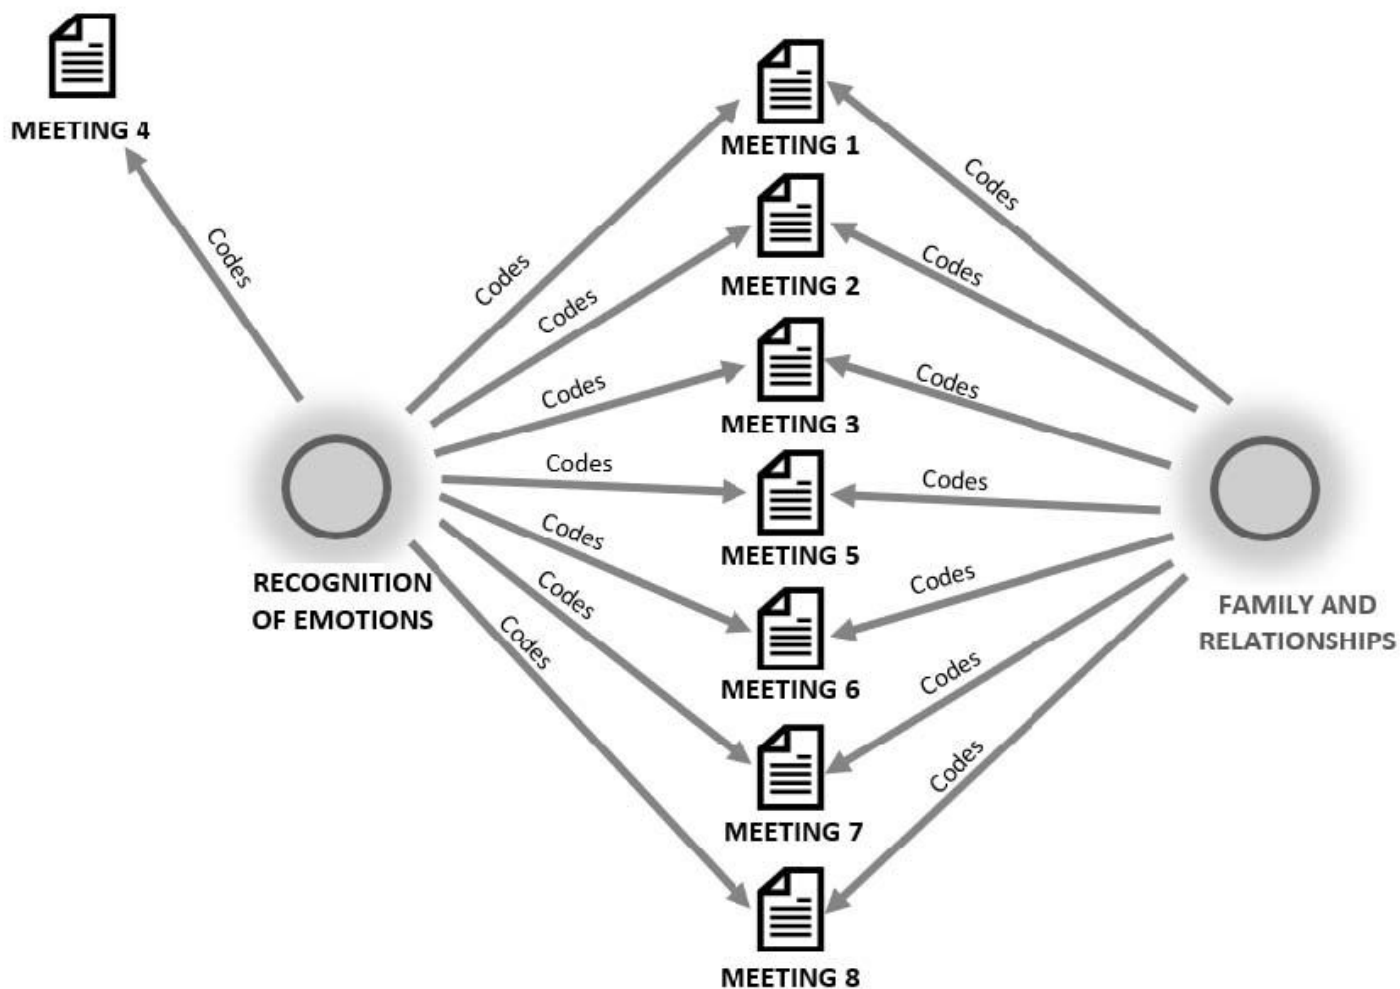 MEETING 4
MEETING 1
Codes
Codes
Codes
MEETING 2
Codes
Codes
Codes
MEETING 3
Codes
Codes
Codes
Codes
MEETING 5
Codes
Codes
RECOGNITION
OF EMOTIONS
Codes
FAMILY AND
RELATIONSHIPS
Codes
MEETING 6
Codes
Codes
MEETING 7
MEETING 8